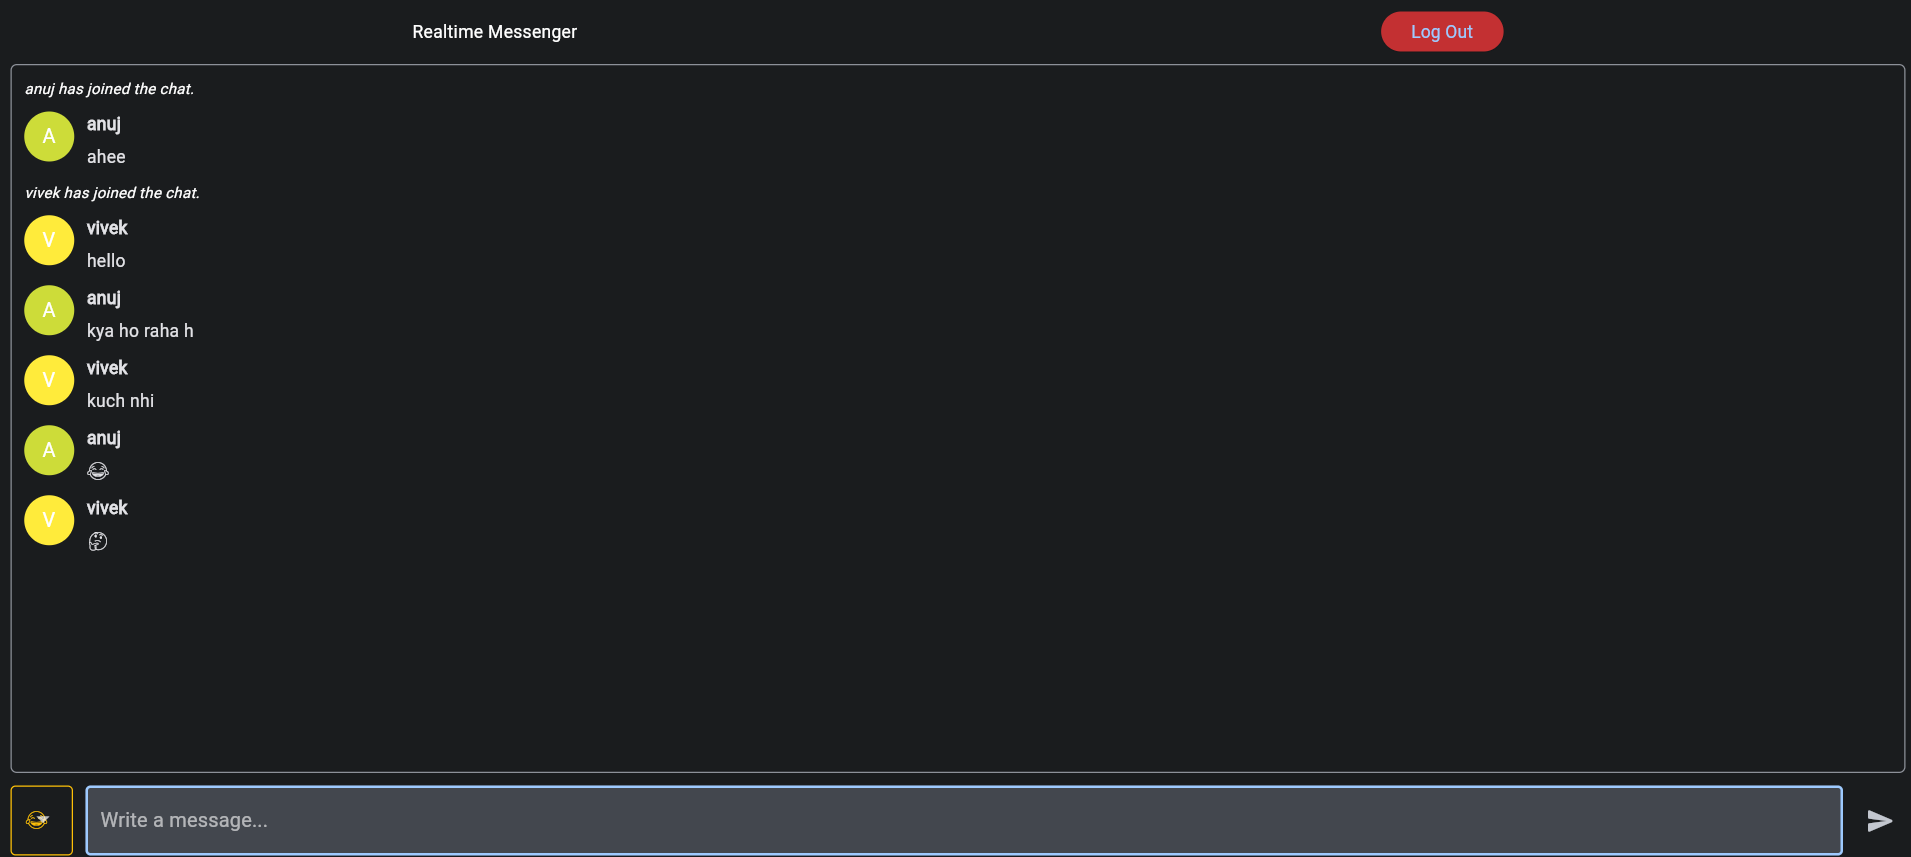 Realtime Messenger
Log Out
anuj has joined the chat.
A
anuj
ahee
vivek has joined the chat.
V
vivek
hello
A
anuj
kya ho raha h
V
vivek
kuch nhi
A
anuj
😂
V
vivek
🤔
😂
Write a message...